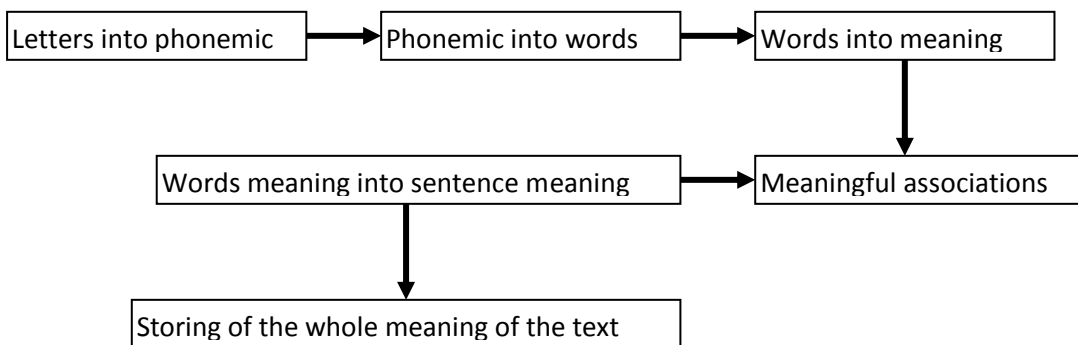 Letters into phonemic
Phonemic into words
Words into meaning
Words meaning into sentence meaning
Meaningful associations
Storing of the whole meaning of the text